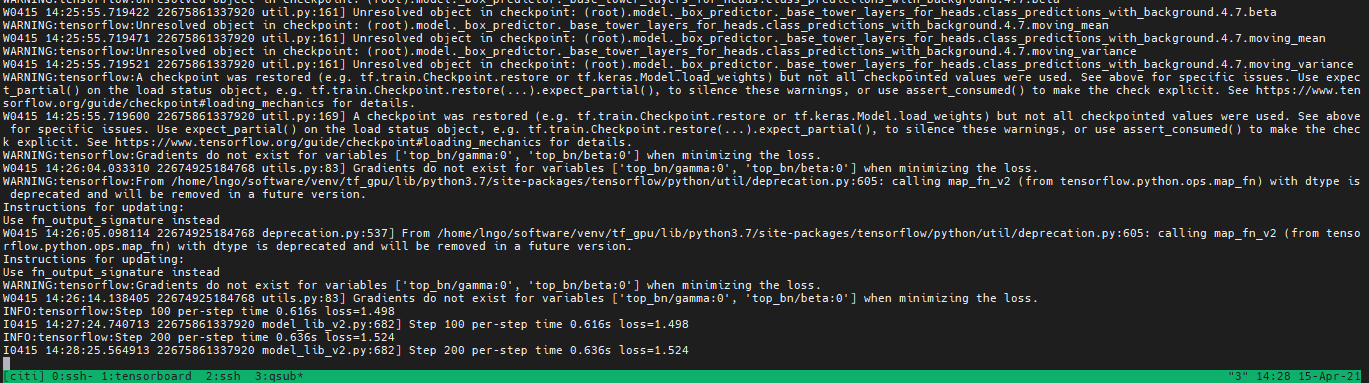 WARNING:tensorflow:Unresolved object in checkpoint: (root).model._box_predictor._base_tower_layers_for_heads.class_predictions_with_background.4.7.beta
W0415 14:25:55.719422 22675861337920 util.py:161] Unresolved object in checkpoint: (root).model._box_predictor._base_tower_layers_for_heads.class_predictions_with_background.4.7.beta
WARNING:tensorflow:Unresolved object in checkpoint: (root).model._box_predictor._base_tower_layers_for_heads.class_predictions_with_background.4.7.moving_mean
W0415 14:25:55.719471 22675861337920 util.py:161] Unresolved object in checkpoint: (root).model._box_predictor._base_tower_layers_for_heads.class_predictions_with_background.4.7.moving_mean
WARNING:tensorflow:Unresolved object in checkpoint: (root).model._box_predictor._base_tower_layers_for_heads.class_predictions_with_background.4.7.moving_variance
W0415 14:25:55.719521 22675861337920 util.py:161] Unresolved object in checkpoint: (root).model._box_predictor._base_tower_layers_for_heads.class_predictions_with_background.4.7.moving_variance
WARNING:tensorflow:A checkpoint was restored (e.g. tf.train.Checkpoint.restore or tf.keras.Model.load_weights) but not all checkpointed values were used. See above for specific issues. Use expec
t_partial() on the load status object, e.g. tf.train.Checkpoint.restore(...).expect_partial(), to silence these warnings, or use assert_consumed() to make the check explicit. See https://www.ten
sorflow.org/guide/checkpoint#loading_mechanics for details.
W0415 14:25:55.719600 22675861337920 util.py:169] A checkpoint was restored (e.g. tf.train.Checkpoint.restore or tf.keras.Model.load_weights) but not all checkpointed values were used. See above
for specific issues. Use expect_partial() on the load status object, e.g. tf.train.Checkpoint.restore(...).expect_partial(), to silence these warnings, or use assert_consumed() to make the chec
k explicit. See https://www.tensorflow.org/guide/checkpoint#loading_mechanics for details.
WARNING:tensorflow:Gradients do not exist for variables ['top_bn/gamma:0', 'top_bn/beta:0'] when minimizing the loss.
W0415 14:26:04.033310 22674925184768 utils.py:83] Gradients do not exist for variables ['top_bn/gamma:0', 'top_bn/beta:0'] when minimizing the loss.
WARNING:tensorflow:From /home/lngo/software/venv/tf_gpu/lib/python3.7/site-packages/tensorflow/python/util/deprecation.py:605: calling map_fn_v2 (from tensorflow.python.ops.map_fn) with dtype is
deprecated and will be removed in a future version.
Instructions for updating:
Use fn_output_signature instead
W0415 14:26:05.098114 22674925184768 deprecation.py:537] From /home/lngo/software/venv/tf_gpu/lib/python3.7/site-packages/tensorflow/python/util/deprecation.py:605: calling map_fn_v2 (from tenso
rflow.python.ops.map_fn) with dtype is deprecated and will be removed in a future version.
Instructions for updating:
Use fn_output_signature instead
WARNING:tensorflow:Gradients do not exist for variables ['top_bn/gamma:0', 'top_bn/beta:0'] when minimizing the loss.
W0415 14:26:14.138405 22674925184768 utils.py:83] Gradients do not exist for variables ['top_bn/gamma:0', 'top_bn/beta:0'] when minimizing the loss.
INFO:tensorflow:Step 100 per-step time 0.616s loss=1.498
I0415 14:27:24.740713 22675861337920 model_lib_v2.py:682] Step 100 per-step time 0.616s loss=1.498
INFO:tensorflow:Step 200 per-step time 0.636s loss=1.524
I0415 14:28:25.564913 22675861337920 model_lib_v2.py:682] Step 200 per-step time 0.636s loss=1.524
[citi] 0:ssh- 1:tensorboard  2:ssh  3:qsub* "3" 14:28 15-Apr-21